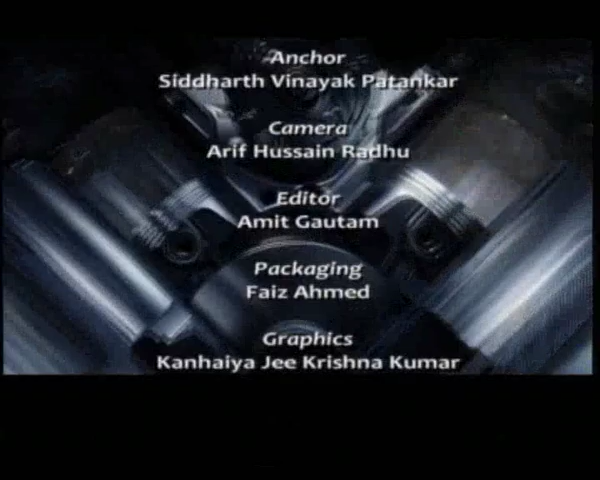 Anchor
Siddharth Vinayak Patankar
Camera
Arif Hussain Radhu
Editor
Amit Gautam
Packaging
Faiz Ahmed
Graphics
Kanhaiya Jee Krishna Kumar